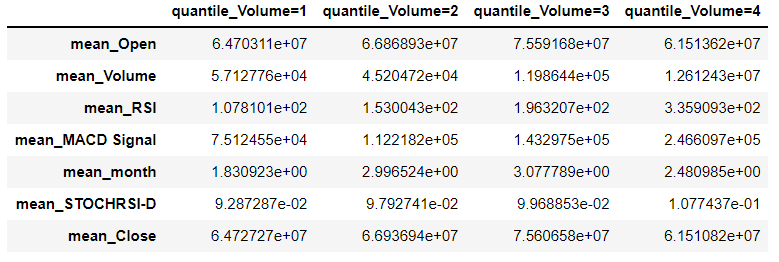 quantile_Volume=1 quantile_Volume=2 quantile_Volume=3 quantile_Volume=4
mean_Open 6.470311e+07 6.686893e+07 7.559168e+07 6.151362e+07
mean_Volume 5.712776e+04 4.520472e+04 1.198644e+05 1.261243e+07
mean_RSI 1.078101e+02 1.530043e+02 1.963207e+02 3.359093e+02
mean_MACD Signal 7.512455e+04 1.122182e+05 1.432975e+05 2.466097e+05
mean_month 1.830923e+00 2.996524e+00 3.077789e+00 2.480985e+00
mean_STOCHRSI-D 9.287287e-02 9.792741e-02 9.968853e-02 1.077437e-01
mean_Close 6.472727e+07 6.693694e+07 7.560658e+07 6.151082e+07